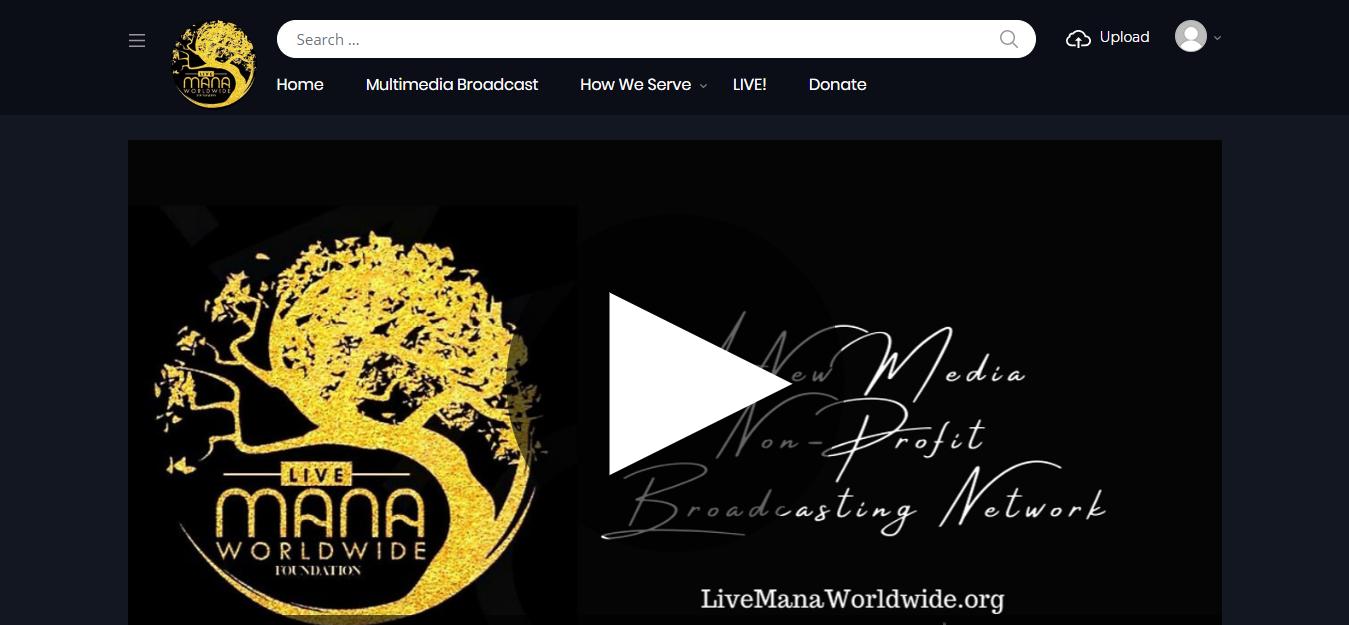 LIVE
MANA
WORLDWIDE
FOUNDATION
Search ...
Upload
Home
Multimedia Broadcast
How We Serve
LIVE!
Donate
LIVE
MANA
WORLDWIDE
FOUNDATION
A New Media
Non-Profit
Broadcasting Network
LiveManaWorldwide.org